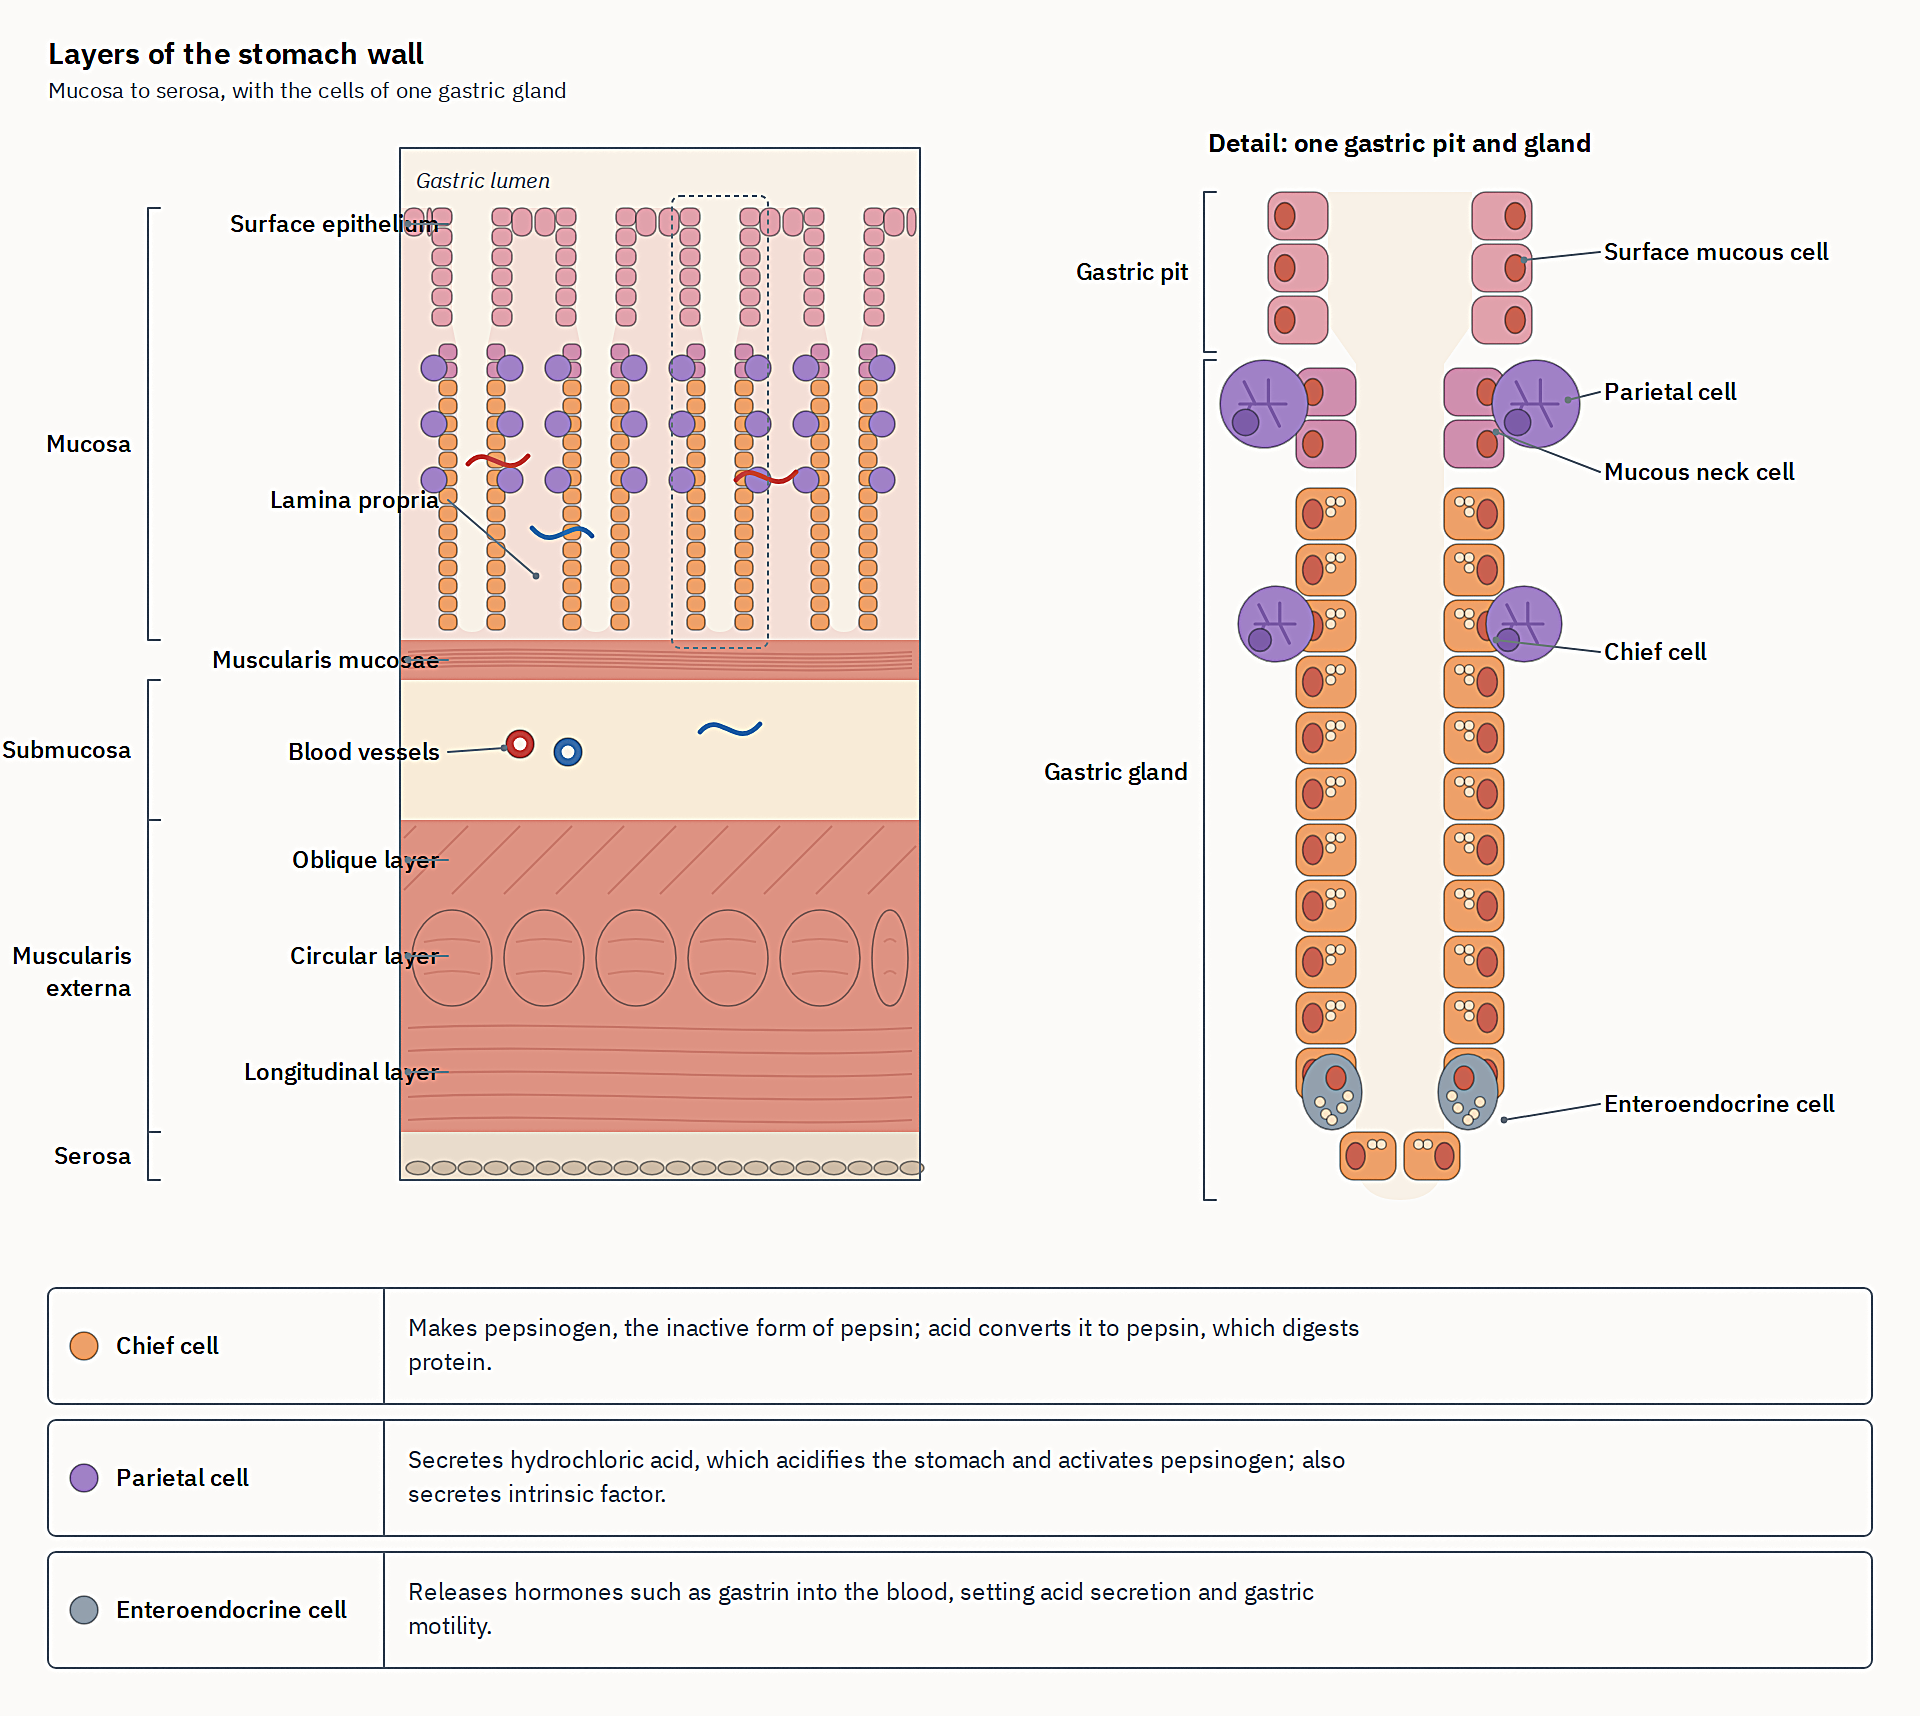 Layers of the stomach wall
Mucosa to serosa, with the cells of one gastric gland
Detail: one gastric pit and gland
Gastric lumen
Surface epithelium
Mucosa
Lamina propria
Muscularis mucosae
Submucosa
Blood vessels
Oblique layer
Muscularis
externa
Circular layer
Longitudinal layer
Serosa
Gastric pit
Surface mucous cell
Parietal cell
Mucous neck cell
Chief cell
Gastric gland
Enteroendocrine cell
Chief cell
Makes pepsinogen, the inactive form of pepsin; acid converts it to pepsin, which digests
protein.
Parietal cell
Secretes hydrochloric acid, which acidifies the stomach and activates pepsinogen; also
secretes intrinsic factor.
Enteroendocrine cell
Releases hormones such as gastrin into the blood, setting acid secretion and gastric
motility.